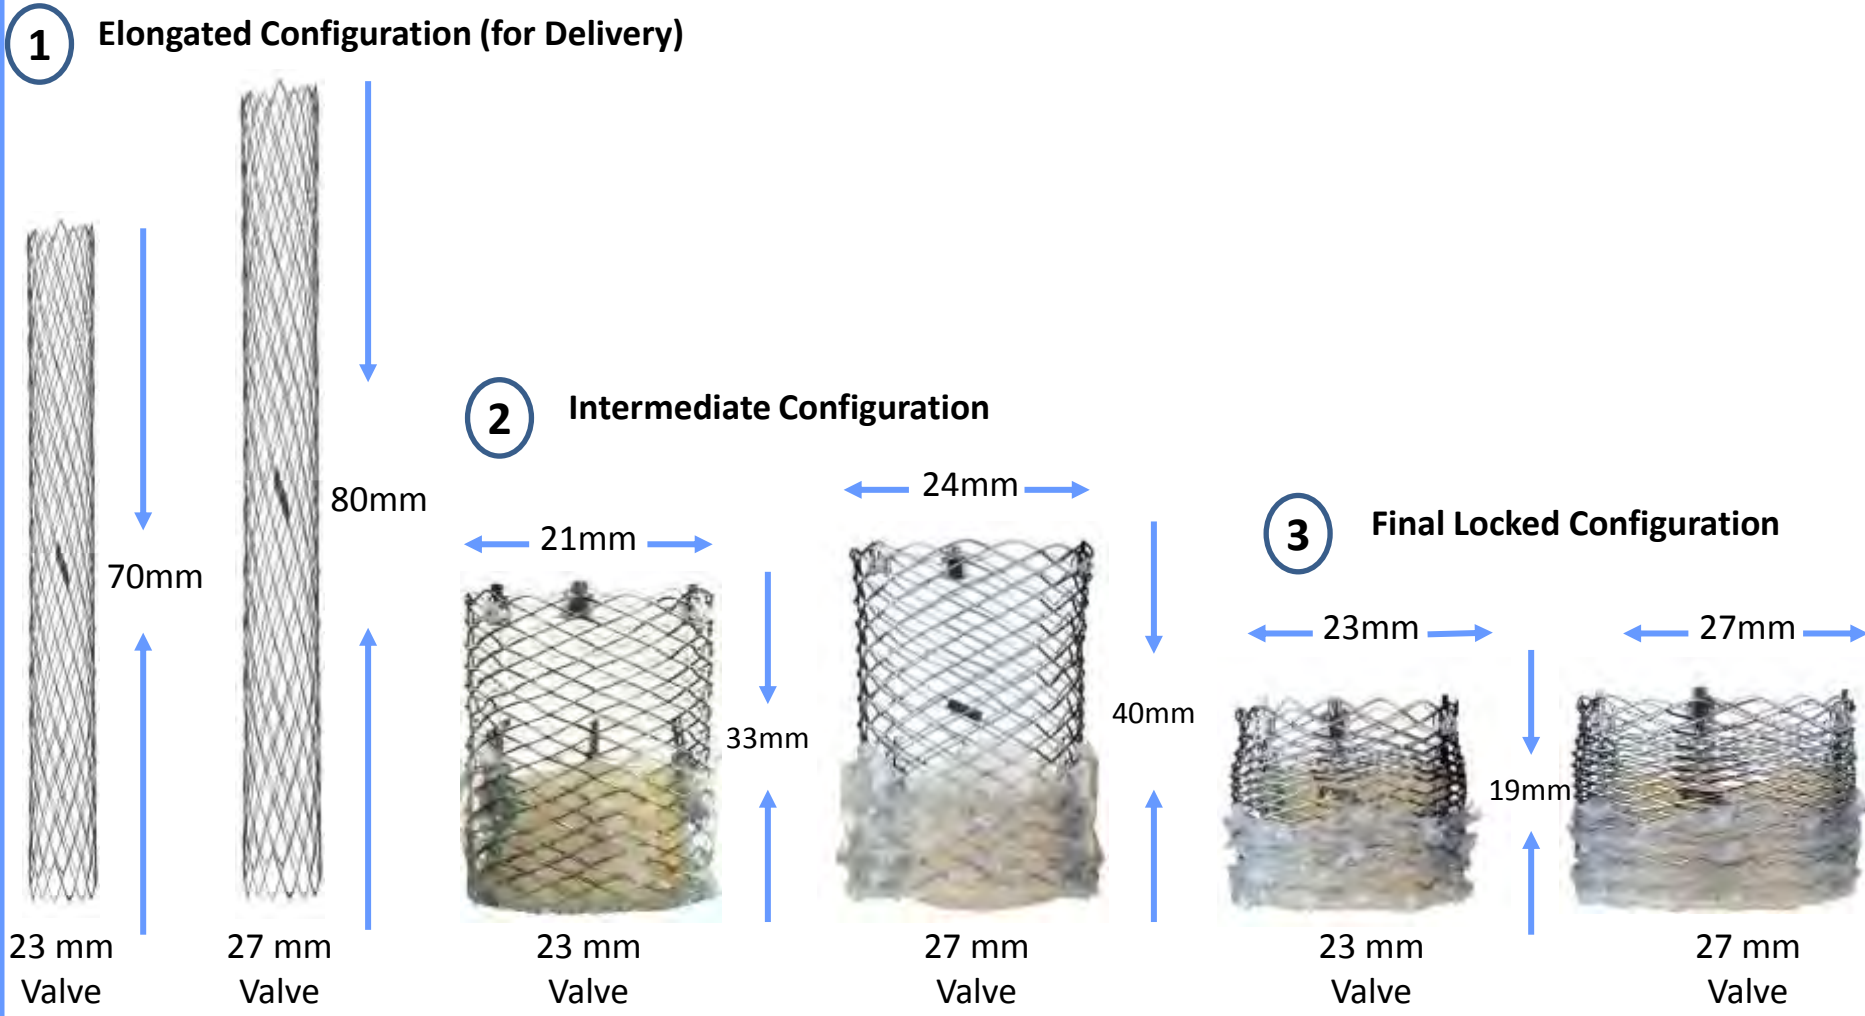 1
Elongated Configuration (for Delivery)
70mm
80mm
23 mm
Valve
27 mm
Valve
2
Intermediate Configuration
21mm
33mm
24mm
40mm
23 mm
Valve
27 mm
Valve
3
Final Locked Configuration
23mm
27mm
19mm
23 mm
Valve
27 mm
Valve